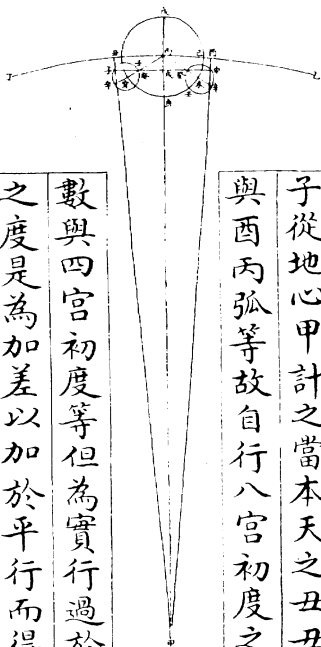 子從地心甲計之當本天之丑丑
與酉丙弧等故自行八宮初度之
數與四宮初度等但為實行過於
之度是為加差以加於平行而得